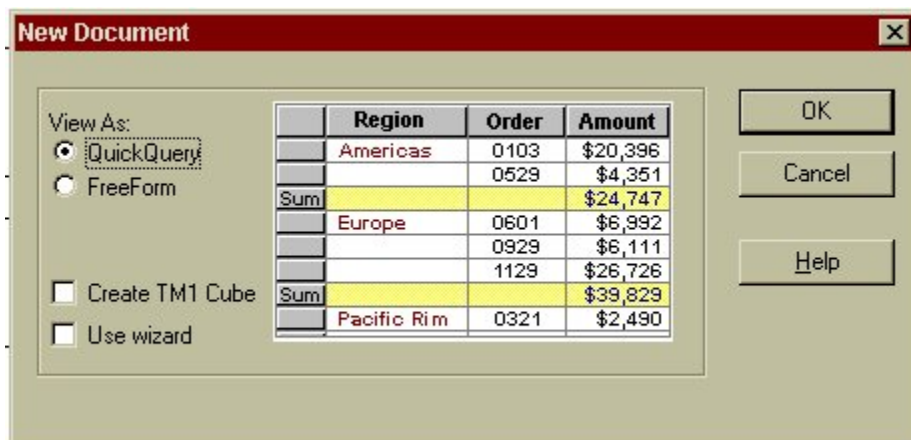 New Document
View As:
QuickQuery
FreeForm
Create TM1 Cube
Use wizard
Region Order Amount
Americas 0103 $20,396
0529 $4,351
Sum $24,747
Europe 0601 $6,992
0929 $6,111
1129 $26,726
Sum $39,829
Pacific Rim 0321 $2,490
OK
Cancel
Help